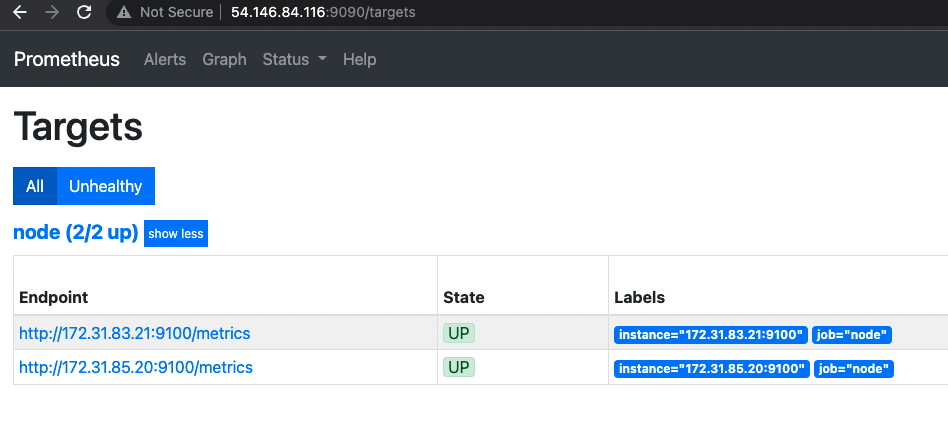 Not Secure | 54.146.84.116:9090/targets
Prometheus Alerts Graph Status Help
Targets
All Unhealthy
node (2/2 up) show less
Endpoint State Labels
http://172.31.83.21:9100/metrics UP instance="172.31.83.21:9100" job="node"
http://172.31.85.20:9100/metrics UP instance="172.31.85.20:9100" job="node"